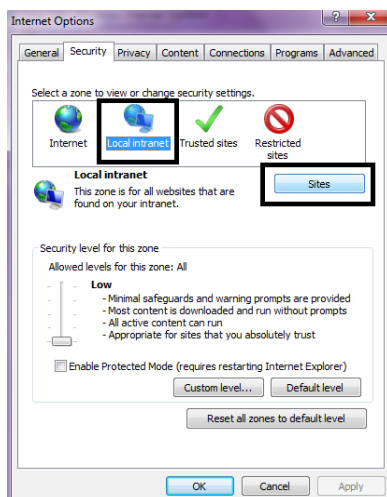 Internet Options
General Security Privacy Content Connections Programs Advanced
Select a zone to view or change security settings.
Internet Local intranet Trusted sites Restricted sites
Local intranet
This zone is for all websites that are
found on your intranet.
Sites
Security level for this zone
Allowed levels for this zone: All
Low
- Minimal safeguards and warning prompts are provided
- Most content is downloaded and run without prompts
- All active content can run
- Appropriate for sites that you absolutely trust
Enable Protected Mode (requires restarting Internet Explorer)
Custom level... Default level
Reset all zones to default level
OK Cancel Apply